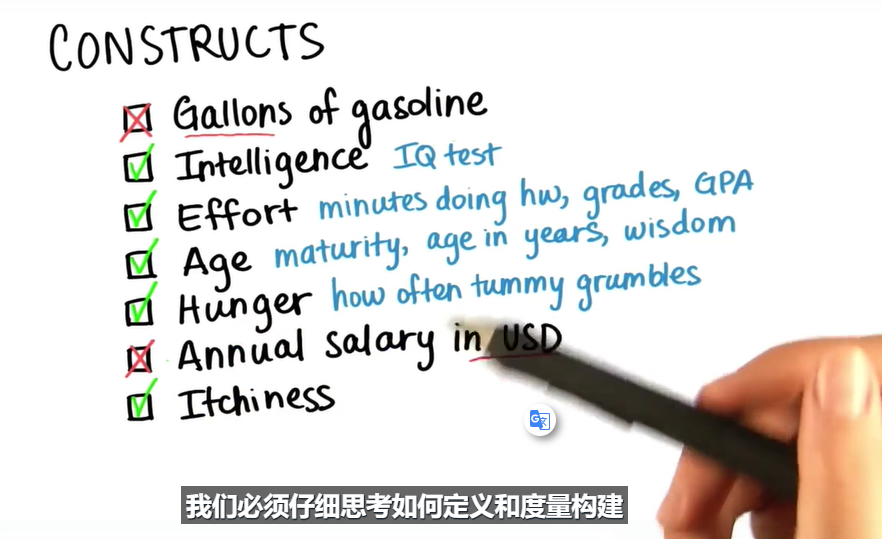 CONSTRUCTS
Gallons of gasoline
Intelligence IQ test
Effort minutes doing hw, grades, GPA
Age maturity, age in years, wisdom
Hunger how often tummy grumbles
Annual salary in USD
Itchiness
G
我们必须仔细思考如何定义和度量构建